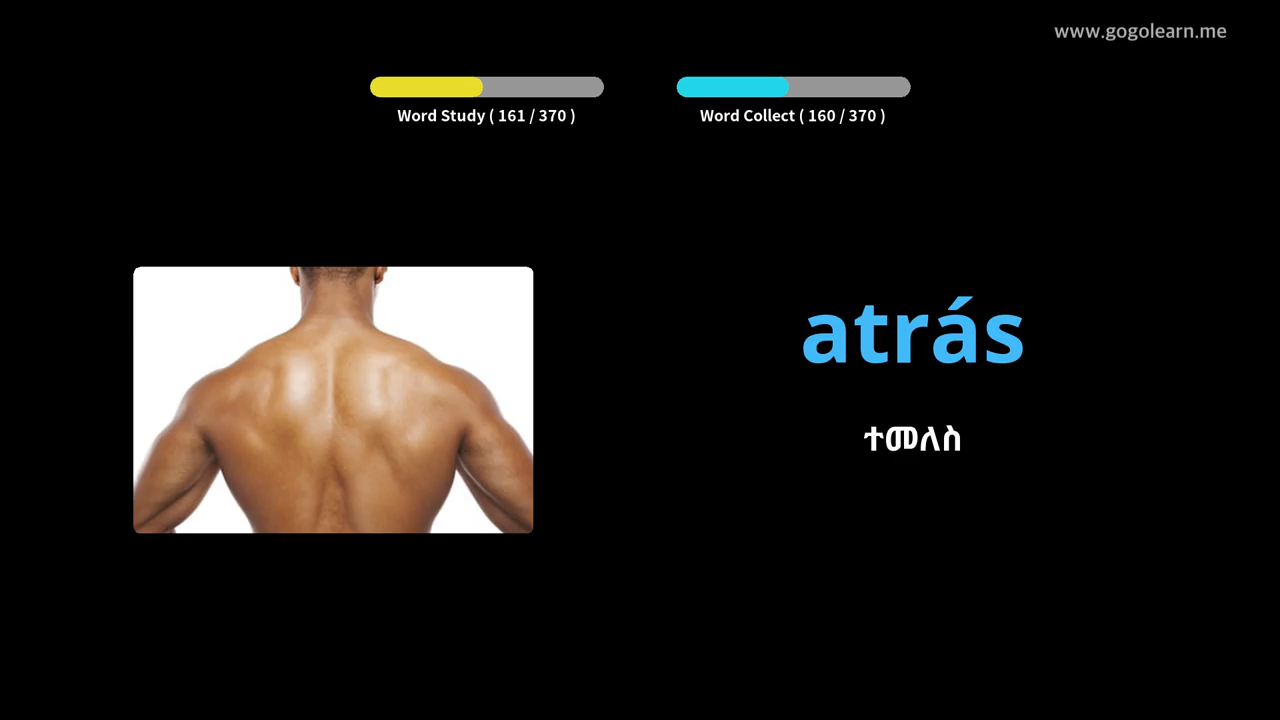 www.gogolearn.me
Word Study ( 161 / 370 )
Word Collect ( 160 / 370 )
atrás
ተመለስ